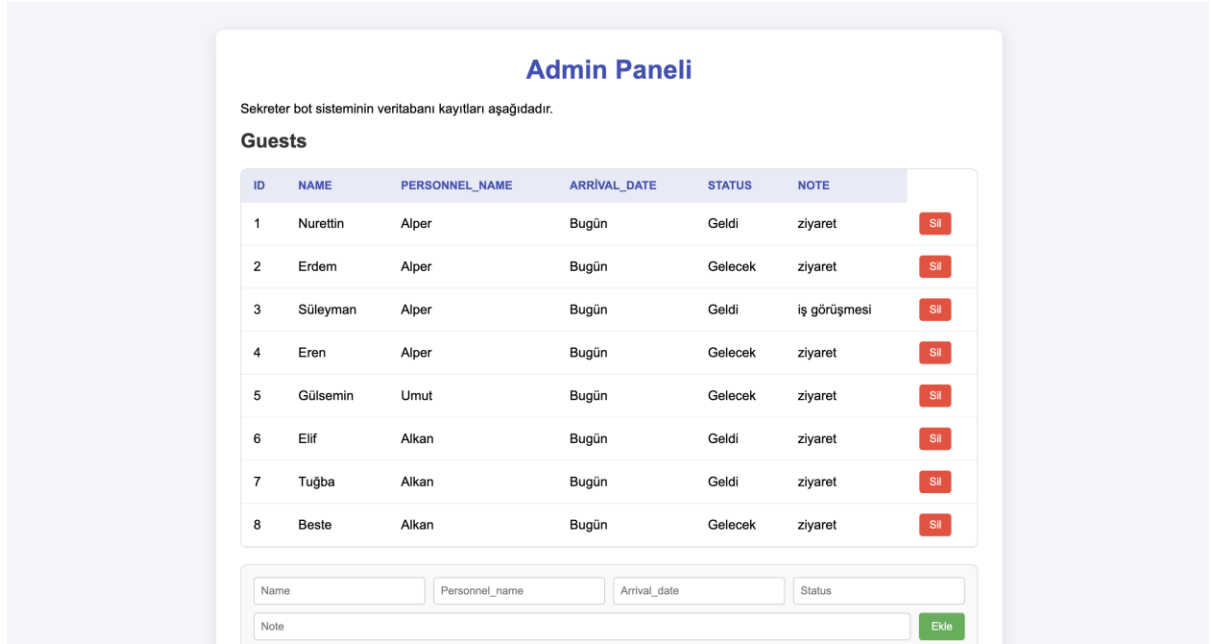 Admin Paneli
Sekreter bot sisteminin veritabanı kayıtları aşağıdadır.
Guests
ID NAME PERSONNEL_NAME ARRİVAL_DATE STATUS NOTE
1 Nurettin Alper Bugün Geldi ziyaret Sil
2 Erdem Alper Bugün Gelecek ziyaret Sil
3 Süleyman Alper Bugün Geldi iş görüşmesi Sil
4 Eren Alper Bugün Gelecek ziyaret Sil
5 Gülsemin Umut Bugün Gelecek ziyaret Sil
6 Elif Alkan Bugün Geldi ziyaret Sil
7 Tuğba Alkan Bugün Geldi ziyaret Sil
8 Beste Alkan Bugün Gelecek ziyaret Sil
Name Personnel_name Arrival_date Status
Note Ekle